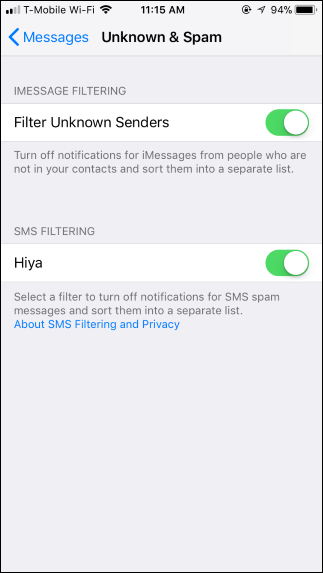 T-Mobile Wi-Fi 11:15 AM 94%
Messages Unknown & Spam
IMESSAGE FILTERING
Filter Unknown Senders
Turn off notifications for iMessages from people who are
not in your contacts and sort them into a separate list.
SMS FILTERING
Hiya
Select a filter to turn off notifications for SMS spam
messages and sort them into a separate list.
About SMS Filtering and Privacy